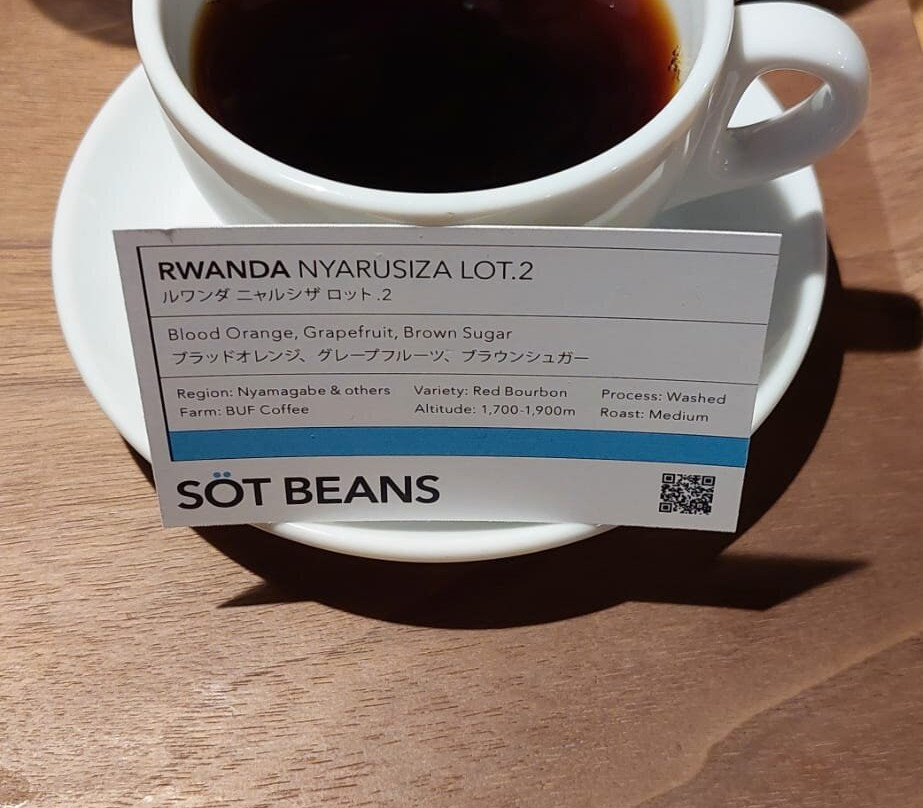 RWANDA NYARUSIZA LOT.2
ルワンダ ニャルシザ ロット.2
Blood Orange, Grapefruit, Brown Sugar
ブラッドオレンジ、グレープフルーツ、ブラウンシュガー
Region: Nyamagabe & others Variety: Red Bourbon Process: Washed
Farm: BUF Coffee Altitude: 1,700-1,900m Roast: Medium
SÖT BEANS